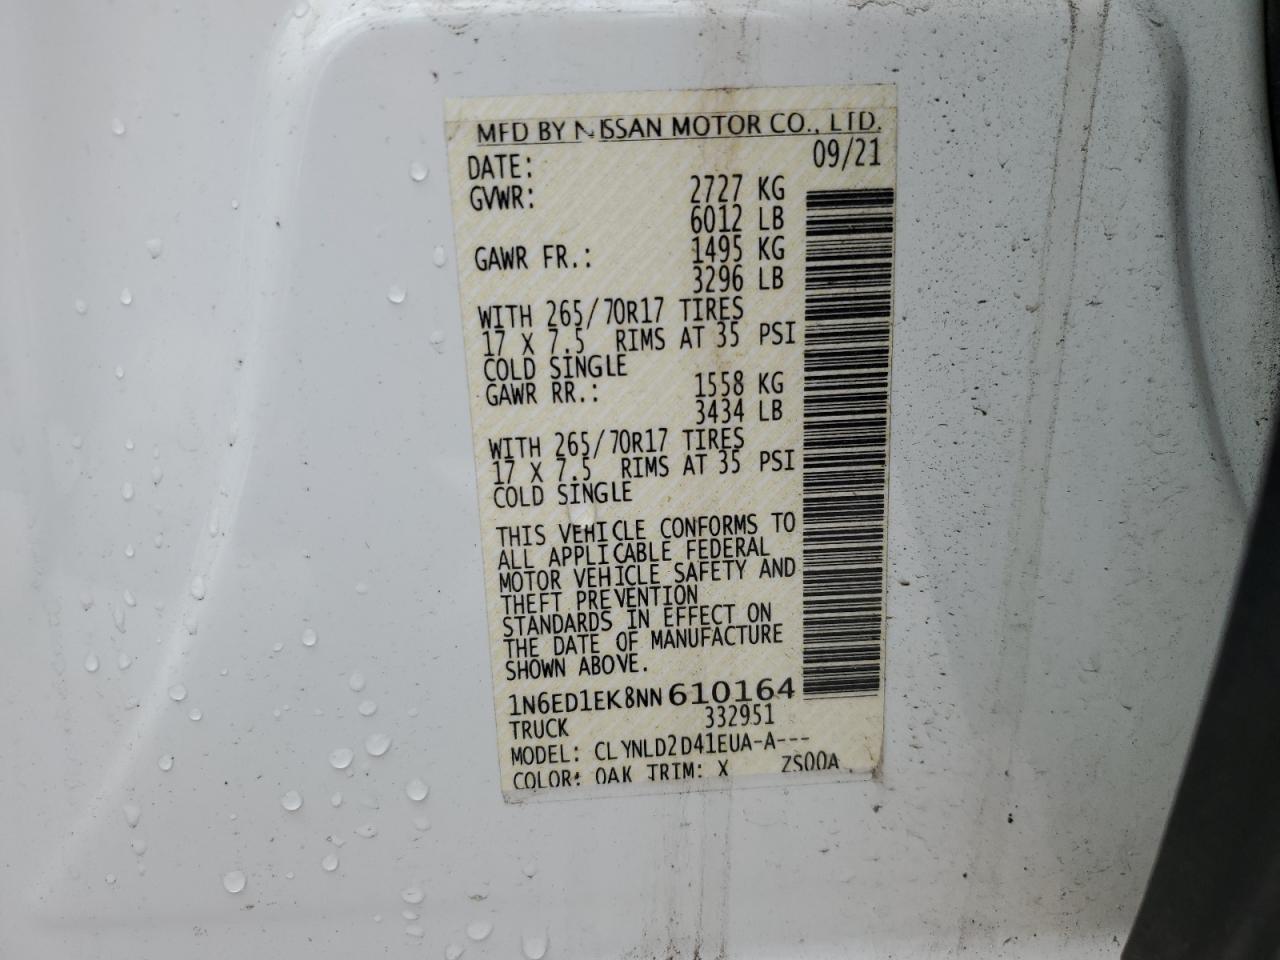 MFD BY NISSAN MOTOR CO., LTD.
DATE: 09/21
GVWR: 2727 KG
6012 LB
GAWR FR.: 1495 KG
3296 LB
WITH 265/70R17 TIRES
17 X 7.5 RIMS AT 35 PSI
COLD SINGLE
GAWR RR.: 1558 KG
3434 LB
WITH 265/70R17 TIRES
17 X 7.5 RIMS AT 35 PSI
COLD SINGLE
THIS VEHICLE CONFORMS TO
ALL APPLICABLE FEDERAL
MOTOR VEHICLE SAFETY AND
THEFT PREVENTION
STANDARDS IN EFFECT ON
THE DATE OF MANUFACTURE
SHOWN ABOVE.
1N6ED1EK8NN610164
TRUCK 332951
MODEL: CLYNLD2D41EUA-A---
COLOR: QAK TRIM: X ZS00A